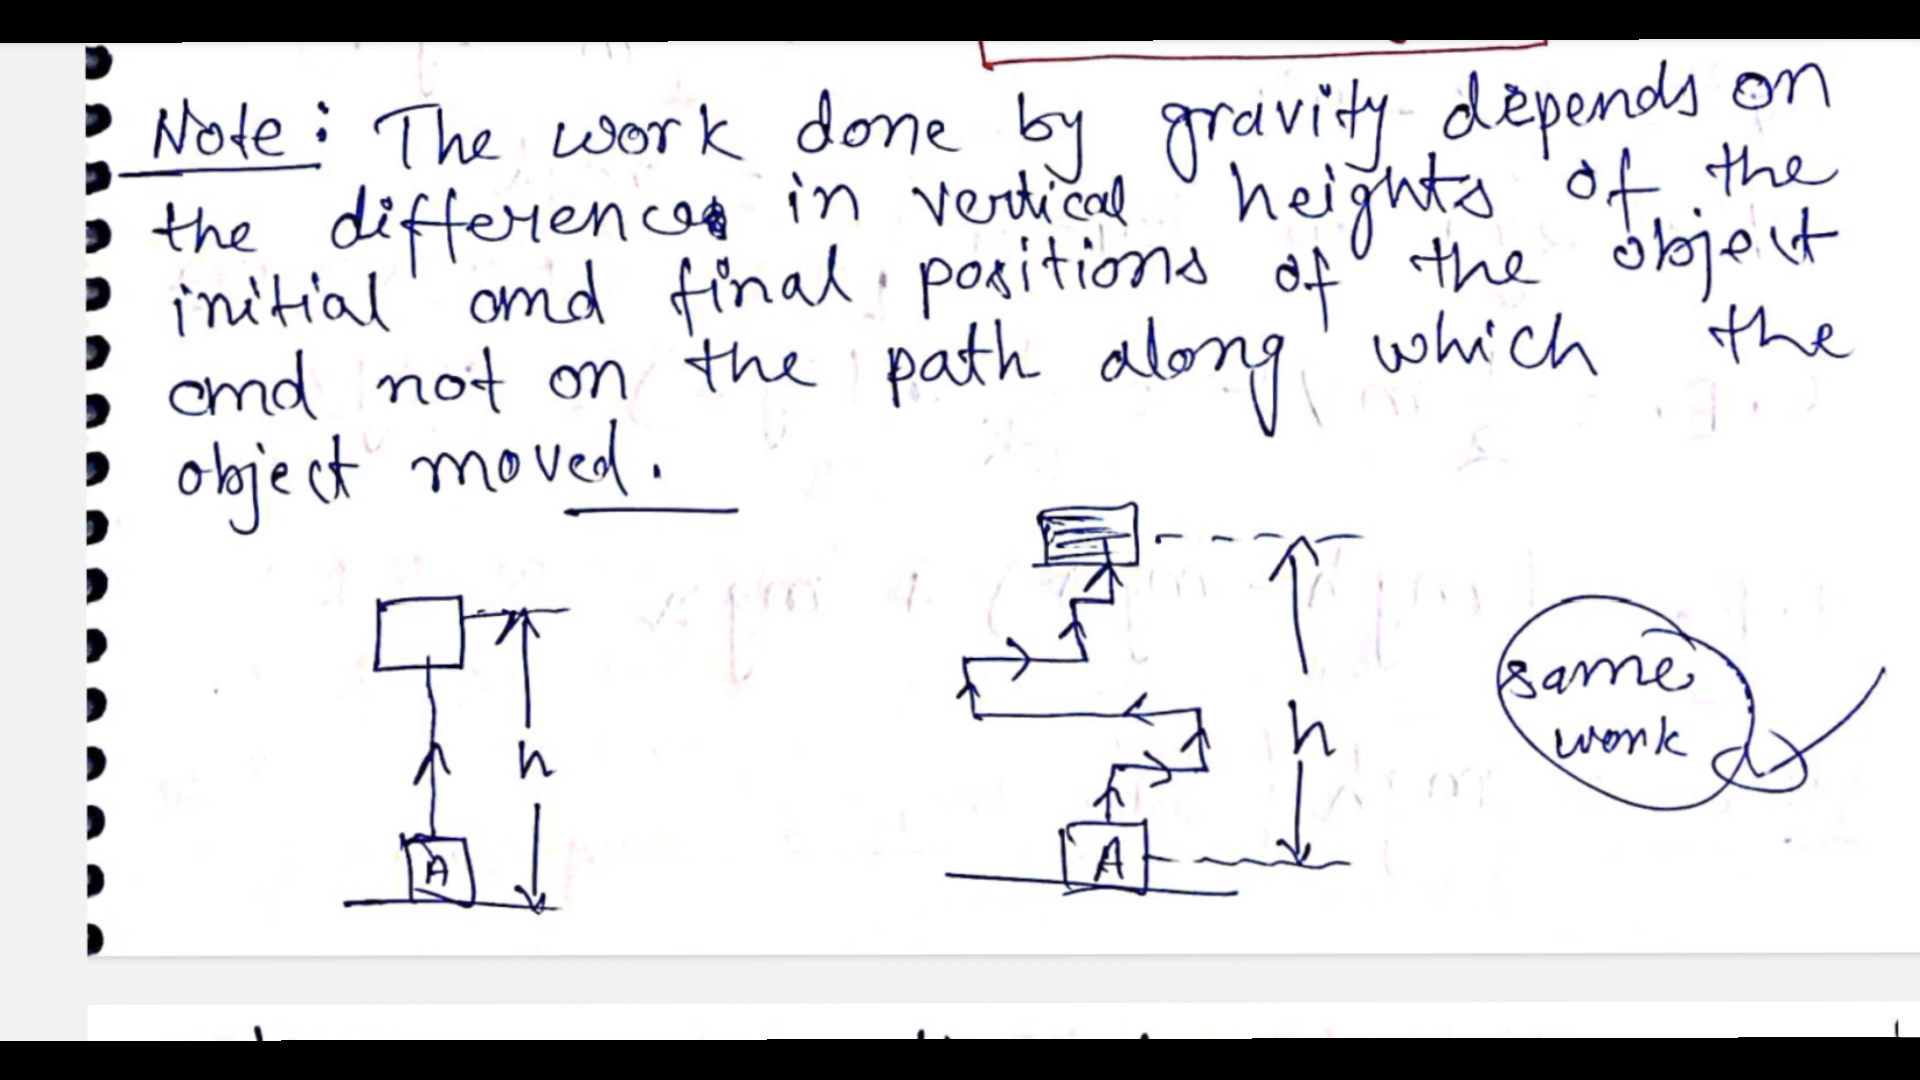 Note: The work done by gravity depends on
the difference in vertical heights of the
initial and final positions of the object
and not on the path along which the
object moved.
h
A
h
A
same
work